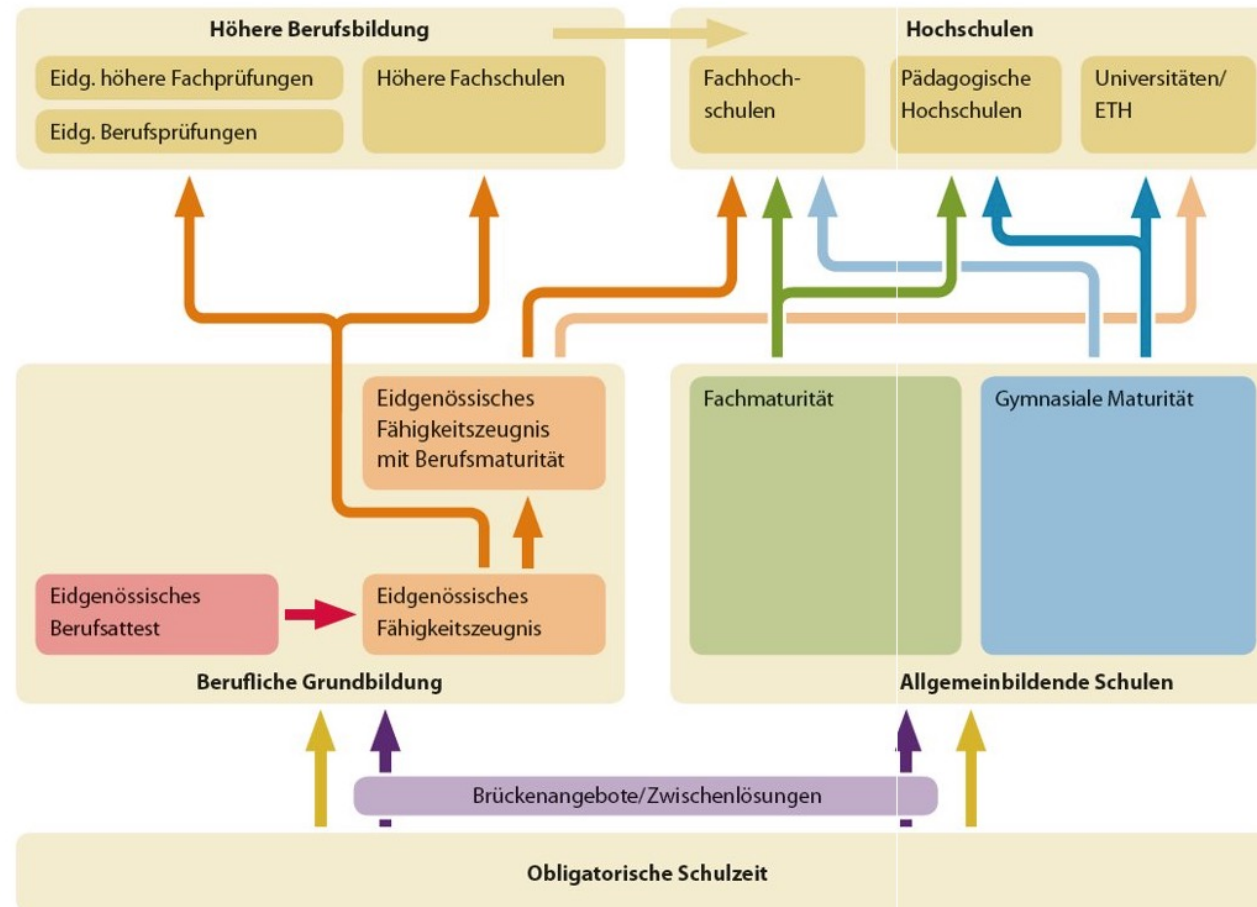 Höhere Berufsbildung
Eidg. höhere Fachprüfungen
Eidg. Berufsprüfungen
Höhere Fachschulen
Hochschulen
Fachhoch-
schulen
Pädagogische
Hochschulen
Universitäten/
ETH
Eidgenössisches
Fähigkeitszeugnis
mit Berufsmaturität
Eidgenössisches
Berufsattest
Eidgenössisches
Fähigkeitszeugnis
Berufliche Grundbildung
Fachmaturität
Gymnasiale Maturität
Allgemeinbildende Schulen
Brückenangebote/Zwischenlösungen
Obligatorische Schulzeit